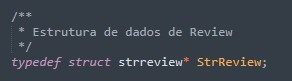 /**
 * Estrutura de dados de Review
 */
typedef struct strreview* StrReview;